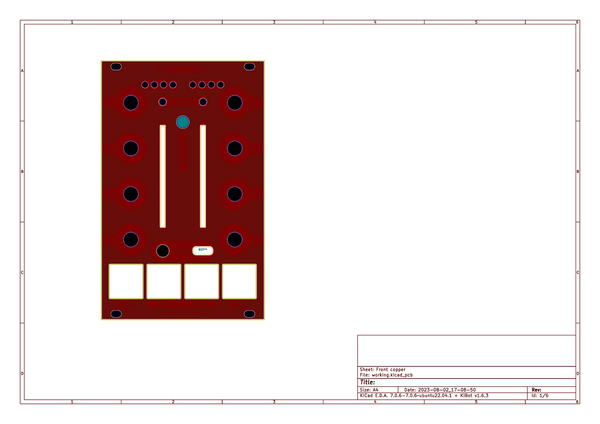 1 2 3 4 5 6
A A
B B
C C
D D
Sheet: Front copper
File: working.kicad_pcb
Title:
Size: A4 Date: 2023-08-02_17-08-50 Rev:
KiCad E.D.A. 7.0.6-7.0.6~ubuntu22.04.1 + KiBot v1.6.3 Id: 1/6
1 2 3 4 5 6